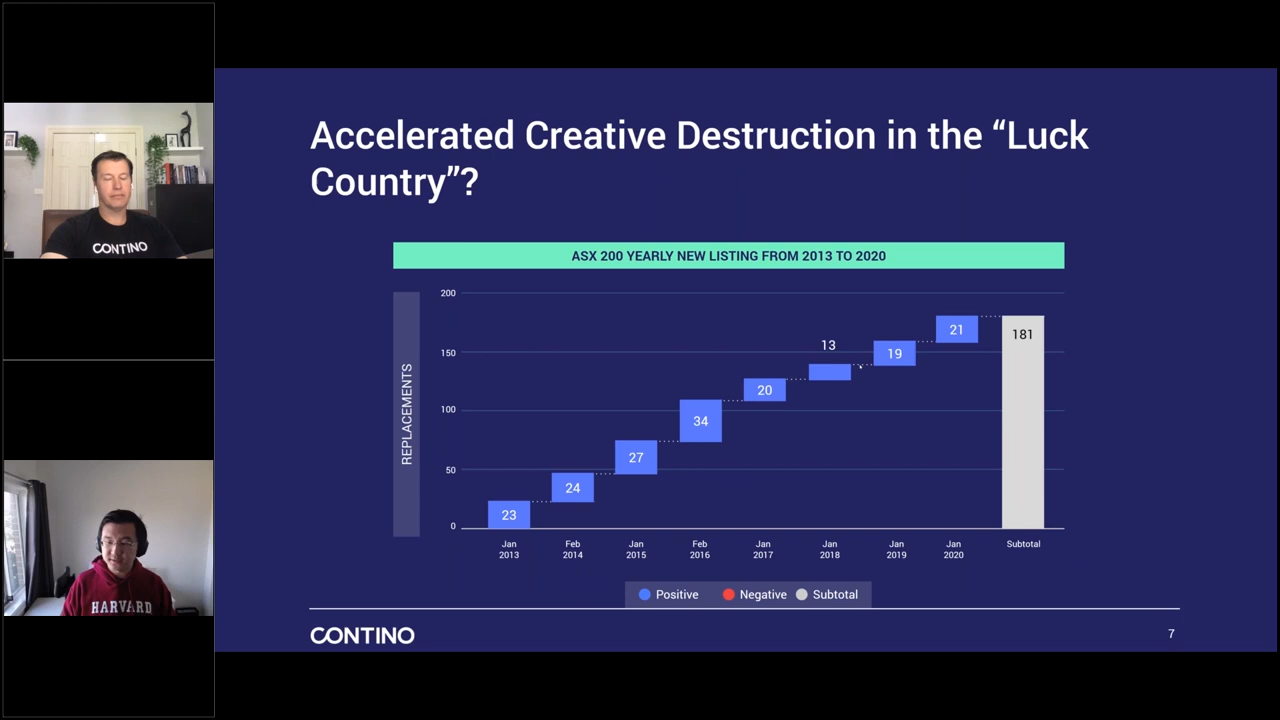 CONTINO
HARVARD
Accelerated Creative Destruction in the “Luck
Country”?
ASX 200 YEARLY NEW LISTING FROM 2013 TO 2020
REPLACEMENTS
200
150
100
50
0
23
24
27
34
20
13
19
21
181
Jan
2013
Feb
2014
Jan
2015
Feb
2016
Jan
2017
Jan
2018
Jan
2019
Jan
2020
Subtotal
Positive
Negative
Subtotal
CONTINO
7